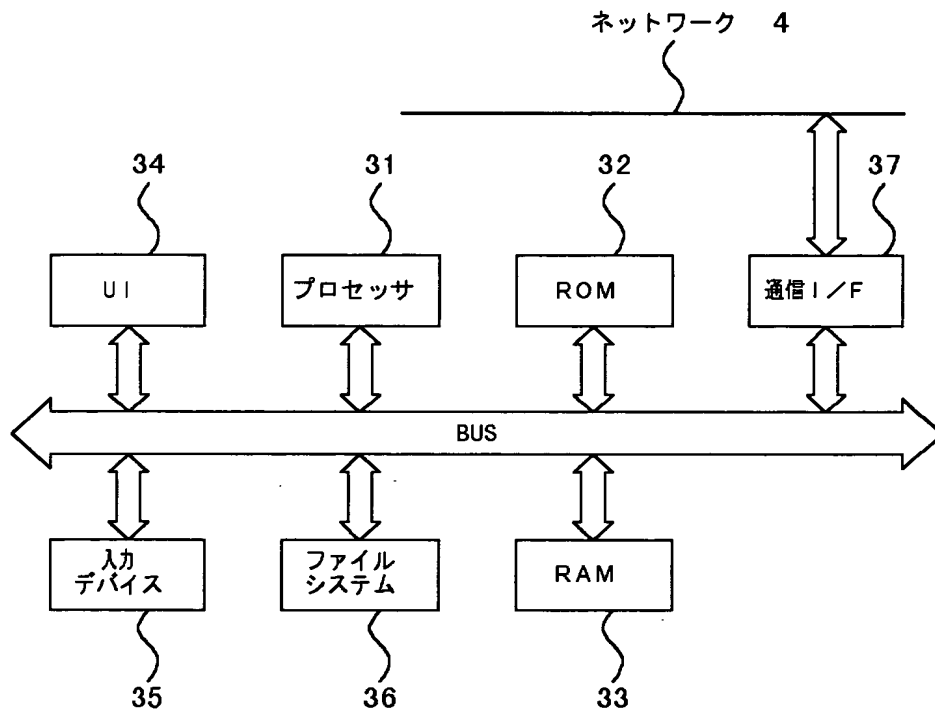 ネットワーク 4
34
31
32
37
UI
プロセッサ
ROM
通信I/F
BUS
入力
デバイス
ファイル
システム
RAM
35
36
33